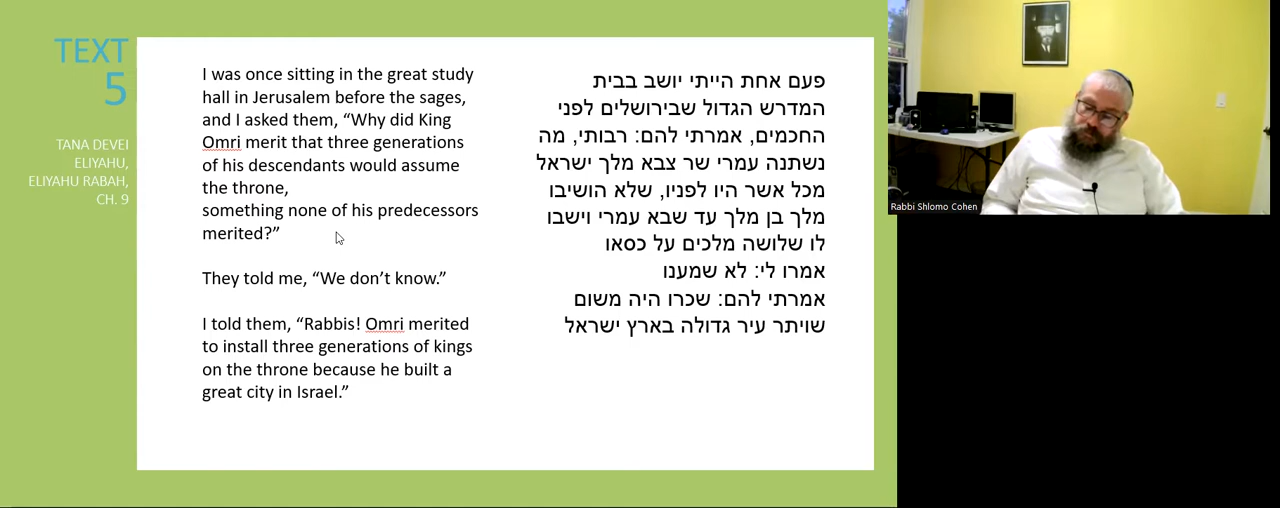 TEXT
5
TANA DEVEI
ELIYAHU,
ELIYAHU RABAH,
CH. 9
I was once sitting in the great study
hall in Jerusalem before the sages,
and I asked them, “Why did King
Omri merit that three generations
of his descendants would assume
the throne,
something none of his predecessors
merited?”
They told me, “We don’t know.”
I told them, “Rabbis! Omri merited
to install three generations of kings
on the throne because he built a
great city in Israel.”
פעם אחת הייתי יושב בבית
המדרש הגדול שבירושלים לפני
החכמים, אמרתי להם: רבותי, מה
נשתנה עמרי שר צבא מלך ישראל
מכל אשר היו לפניו, שלא הושיבו
מלך בן מלך עד שבא עמרי וישבו
לו שלושה מלכים על כסאו
אמרו לי: לא שמענו
אמרתי להם: שכרו היה משום
שויתר עיר גדולה בארץ ישראל
Rabbi Shlomo Cohen